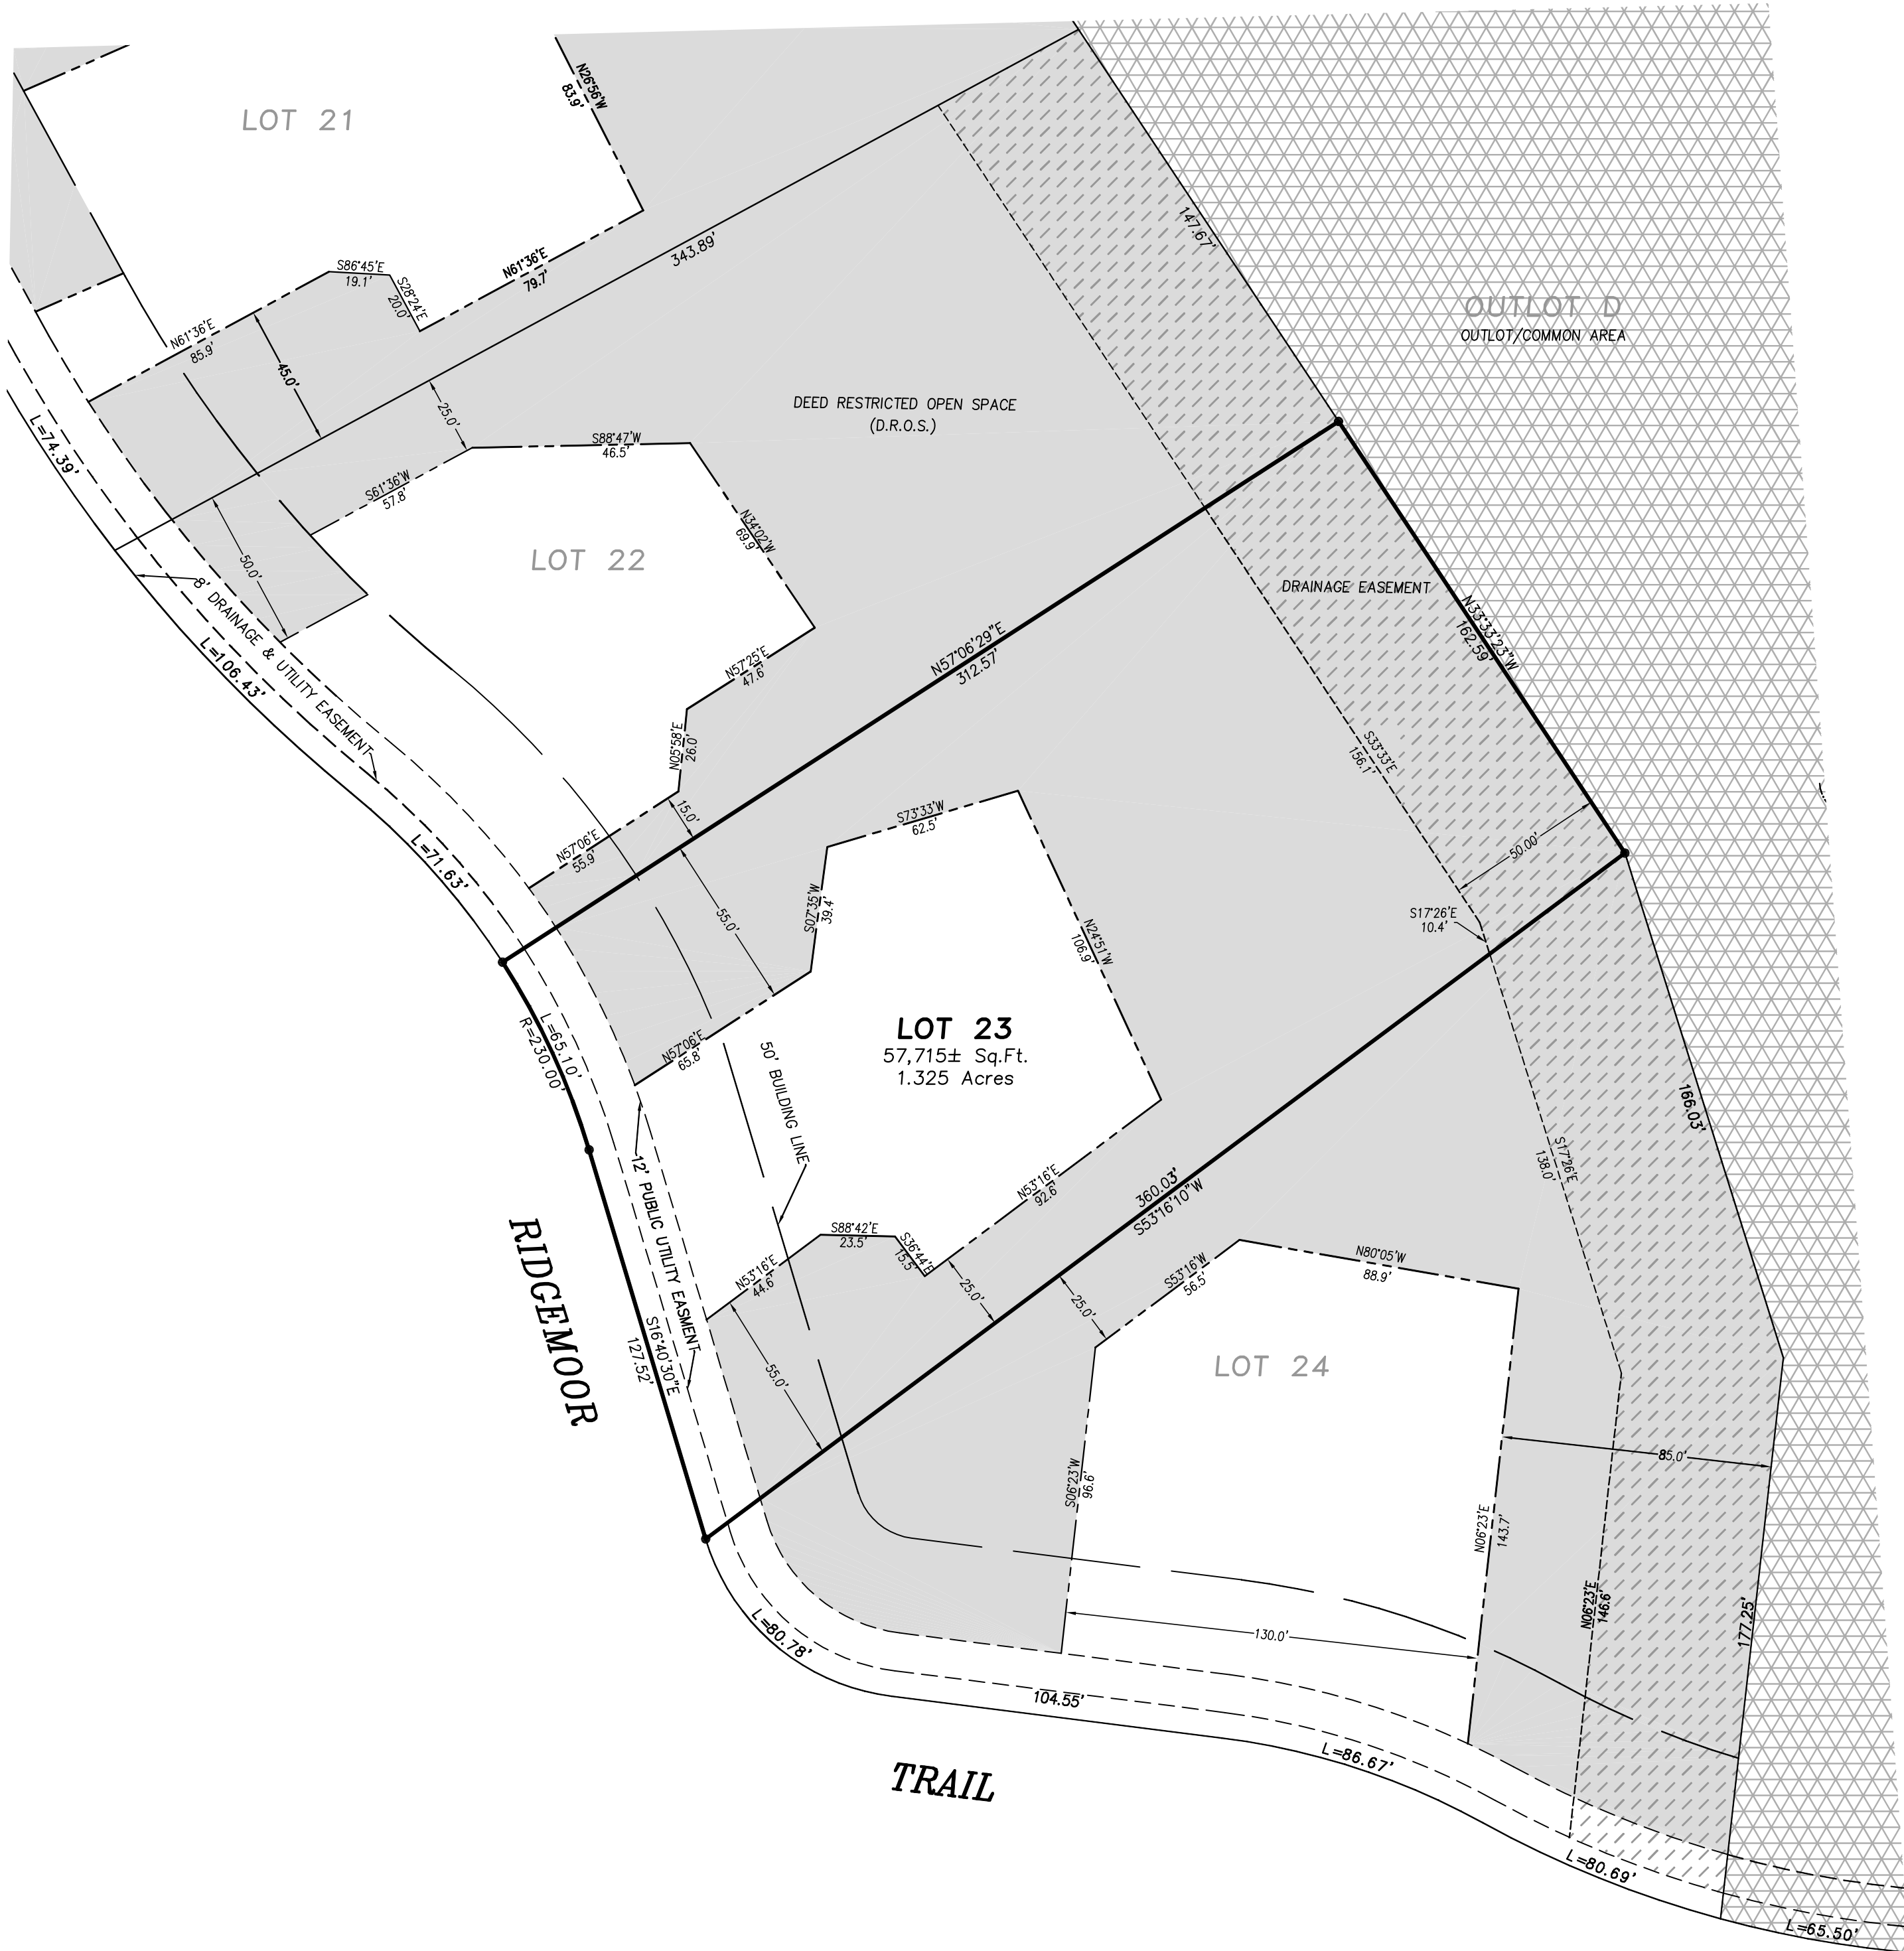 N26°56'W
83.9'
LOT 21
147.67'
343.89'
S86°45'E
19.1'
S28°24'E
20.0'
N61°36'E
79.7'
OUTLOT D
OUTLOT/COMMON AREA
N61°36'E
85.9'
45.0'
25.0'
DEED RESTRICTED OPEN SPACE
(D.R.O.S.)
L=74.39'
S88°47'W
46.5'
S61°36'W
57.8'
N34°02'W
69.9'
LOT 22
50.0'
8' DRAINAGE & UTILITY EASEMENT
L=106.43'
DRAINAGE EASEMENT
N33°33'23"W
162.59'
N57°06'29"E
312.57'
N57°25'E
47.6'
N05°58'E
26.0'
S33°33'E
156.1'
15.0'
N57°06'E
55.9'
L=71.63'
S73°33'W
62.5'
50.00'
S07°35'W
39.4'
55.0'
S17°26'E
10.4'
N24°51'W
106.9'
LOT 23
57,715± Sq.Ft.
1.325 Acres
L=65.10'
R=230.00'
N57°06'E
65.8'
50' BUILDING LINE
166.03'
12' PUBLIC UTILITY EASMENT
S17°26'E
138.0'
N53°16'E
92.6'
360.03'
S53°16'10"W
S88°42'E
23.5'
S36°44'E
15.5'
N53°16'E
44.6'
25.0'
25.0'
S53°16'W
56.5'
N80°05'W
88.9'
RIDGEMOOR
S16°40'30"E
127.52'
55.0'
LOT 24
85.0'
S06°23'W
96.6'
N06°23'E
143.7'
N06°23'E
146.6'
177.25'
L=80.78'
130.0'
104.55'
TRAIL
L=86.67'
L=80.69'
L=65.50'